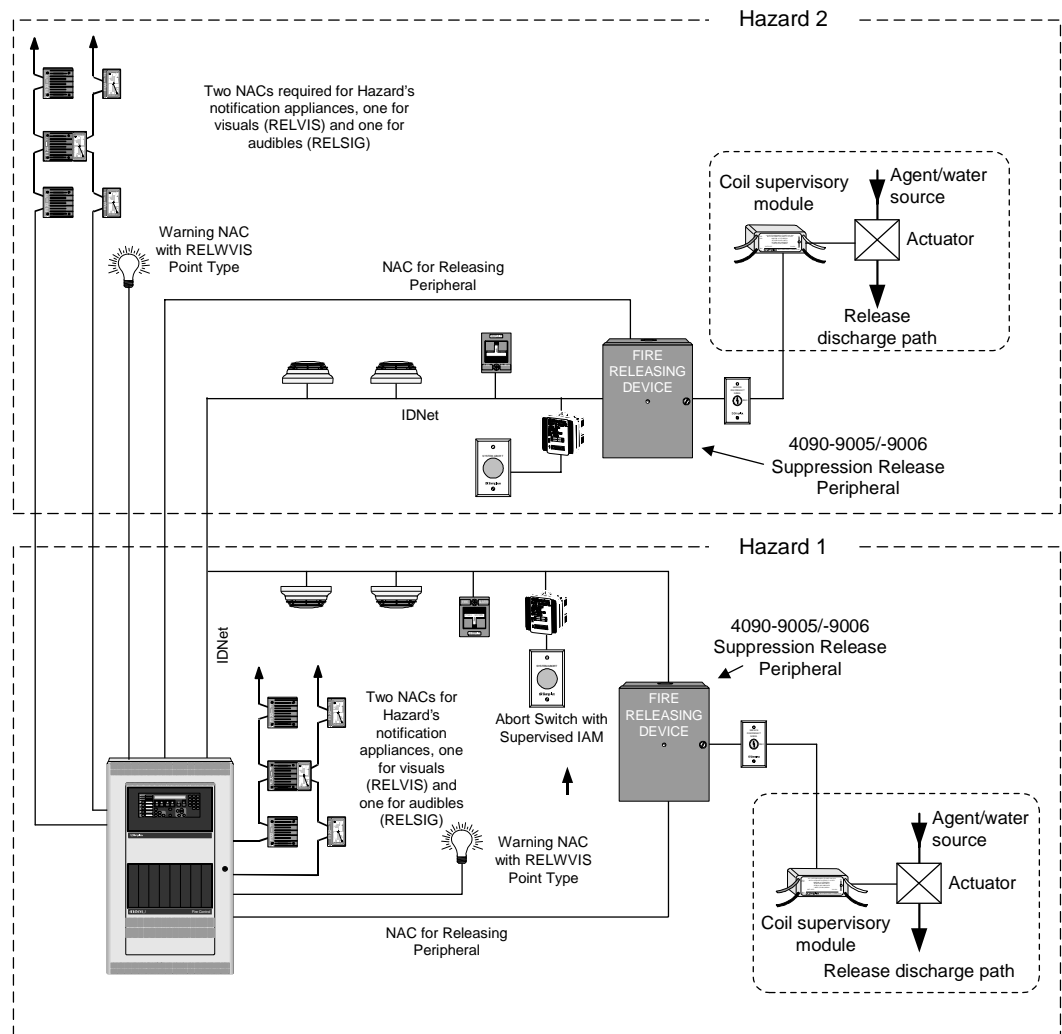 Hazard 2
Two NACs required for Hazard's
notification appliances, one for
visuals (RELVIS) and one for
audibles (RELSIG)
Warning NAC
with RELWVIS
Point Type
NAC for Releasing
Peripheral
Coil supervisory
module
Agent/water
source
Actuator
Release
discharge path
FIRE
RELEASING
DEVICE
IDNet
4090-9005/-9006
Suppression Release
Peripheral
Hazard 1
IDNet
Two NACs for
Hazard's
notification
appliances, one
for visuals
(RELVIS) and
one for audibles
(RELSIG)
Abort Switch with
Supervised IAM
Warning NAC
with RELWVIS
Point Type
4090-9005/-9006
Suppression Release
Peripheral
FIRE
RELEASING
DEVICE
NAC for Releasing
Peripheral
Agent/water
source
Actuator
Coil supervisory
module
Release discharge path